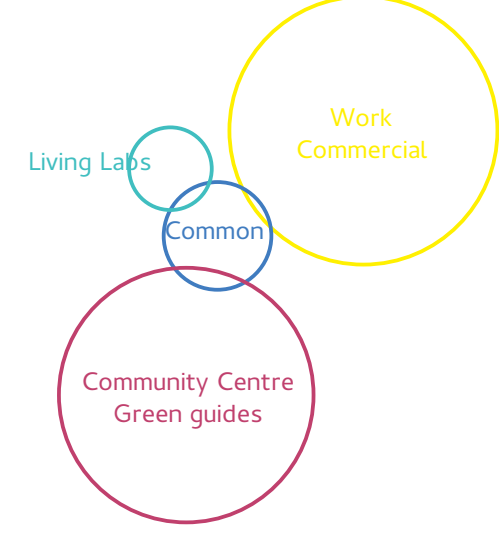 Work
Commercial
Living Labs
Common
Community Centre
Green guides